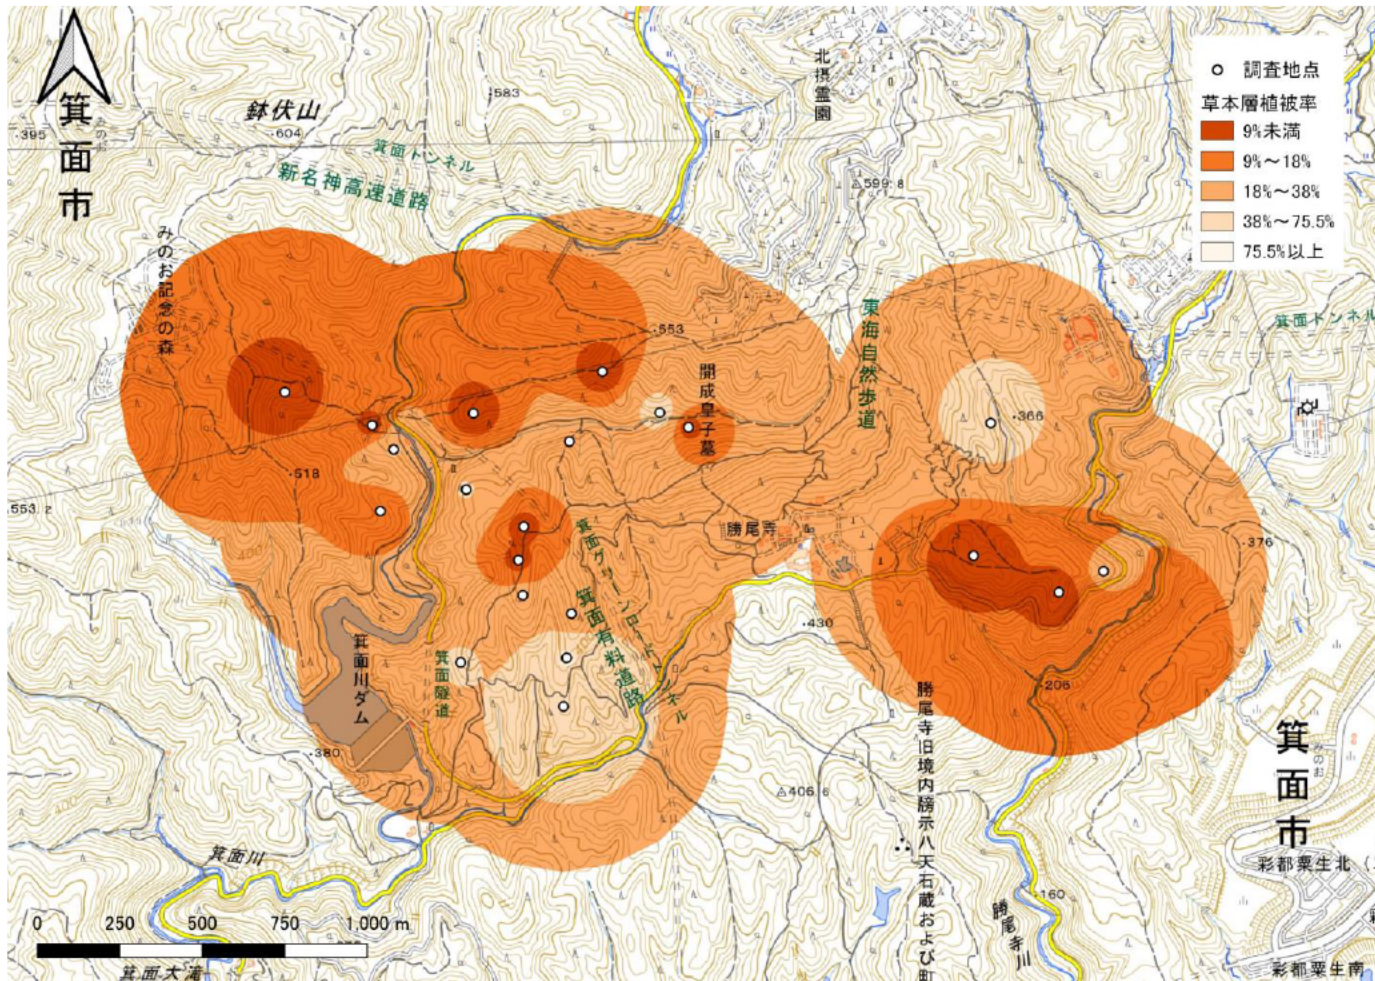 箕面市
みのお
395
鉢伏山
604
583
箕面トンネル
新名神高速道路
みのお記念の森
北摂霊園
599.8
調査地点
草本層植被率
9%未満
9%～18%
18%～38%
38%～75.5%
75.5%以上
箕面トンネル
東海自然歩道
553
開成皇子墓
366
518
553.2
勝尾寺
376
箕面グリーンロードトンネル
箕面有料道路
430
箕面川ダム
箕面隧道
206
380
406.6
勝尾寺旧境内牓示八天石蔵および町
箕面市
みのお
彩都粟生北
箕面川
160
勝尾寺川
0 250 500 750 1,000 m
箕面大滝
彩都粟生南